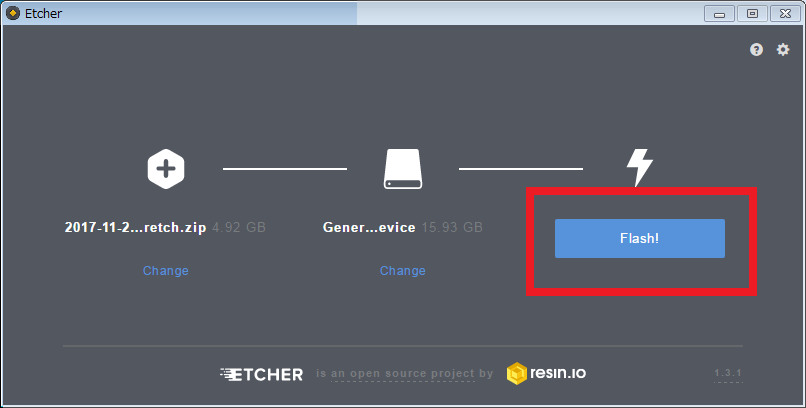 Etcher
2017-11-2...retch.zip 4.92 GB
Gener...evice 15.93 GB
Flash!
Change
Change
ETCHER is an open source project by resin.io 1.3.1